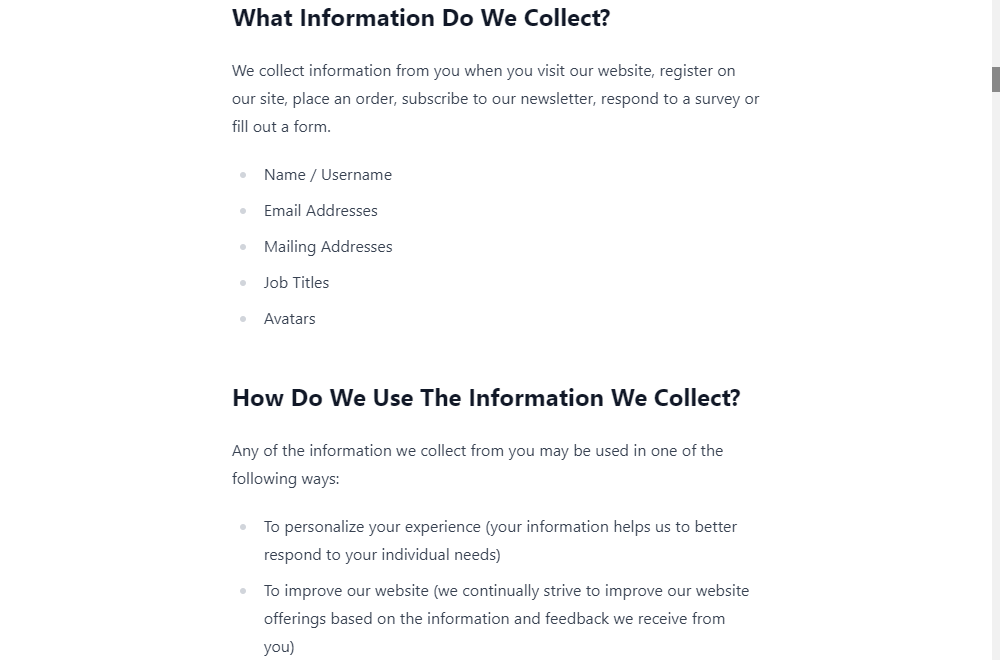 What Information Do We Collect?
We collect information from you when you visit our website, register on
our site, place an order, subscribe to our newsletter, respond to a survey or
fill out a form.
Name / Username
Email Addresses
Mailing Addresses
Job Titles
Avatars
How Do We Use The Information We Collect?
Any of the information we collect from you may be used in one of the
following ways:
To personalize your experience (your information helps us to better
respond to your individual needs)
To improve our website (we continually strive to improve our website
offerings based on the information and feedback we receive from
you)